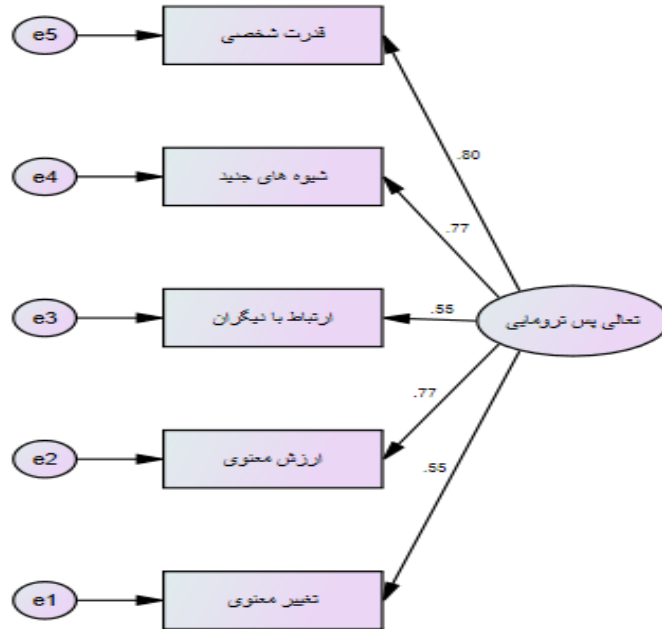 e5
قدرت شخصی
.80
e4
شیوه های جدید
.77
e3
ارتباط با دیگران
.55
تعالی پس ترومایی
e2
ارزش معنوی
.77
e1
تغییر معنوی
.55